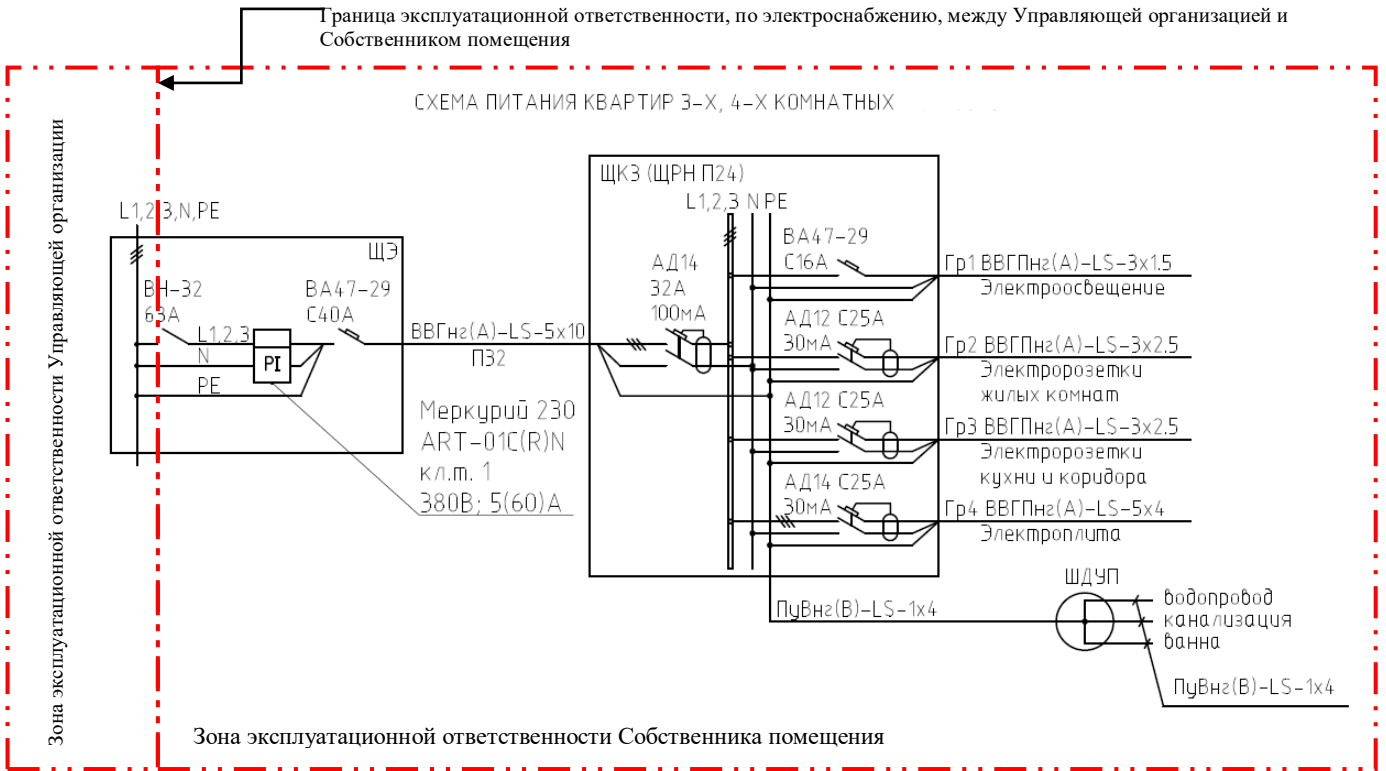 Граница эксплуатационной ответственности, по электроснабжению, между Управляющей организацией и
Собственником помещения
СХЕМА ПИТАНИЯ КВАРТИР 3-Х, 4-Х КОМНАТНЫХ
Зона эксплуатационной ответственности Управляющей организации
L1,2,3,N,PE
ЩЭ
ВН-32
63А
ВА47-29
С40А
L1,2,3
N
PE
PI
ВВГнг(А)-LS-5х10
П32
Меркурий 230
ART-01C(R)N
кл.т. 1
380В; 5(60)А
ЩК3 (ЩРН П24)
L1,2,3 N PE
АД14
32А
100мА
ВА47-29
С16А
Гр1 ВВГПнг(А)-LS-3х1.5
Электроосвещение
АД12 С25А
30мА
Гр2 ВВГПнг(А)-LS-3х2.5
Электророзетки
жилых комнат
АД12 С25А
30мА
Гр3 ВВГПнг(А)-LS-3х2.5
Электророзетки
кухни и коридора
АД14 С25А
30мА
Гр4 ВВГПнг(А)-LS-5х4
Электроплита
ПуВнг(В)-LS-1х4
ШДУП
водопровод
канализация
ванна
ПуВнг(В)-LS-1х4
Зона эксплуатационной ответственности Собственника помещения